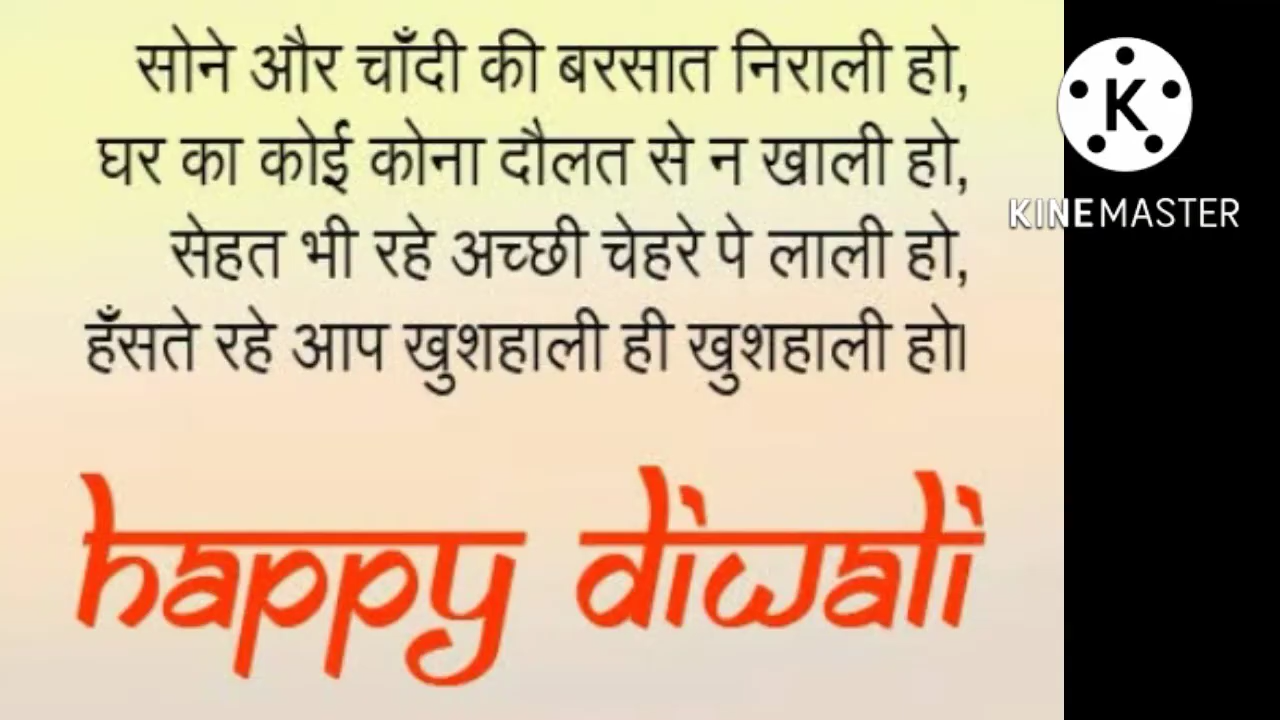 सोने और चाँदी की बरसात निराली हो,
घर का कोई कोना दौलत से न खाली हो,
सेहत भी रहे अच्छी चेहरे पे लाली हो,
हँसते रहे आप खुशहाली ही खुशहाली हो।
happy diwali
K
KINEMASTER